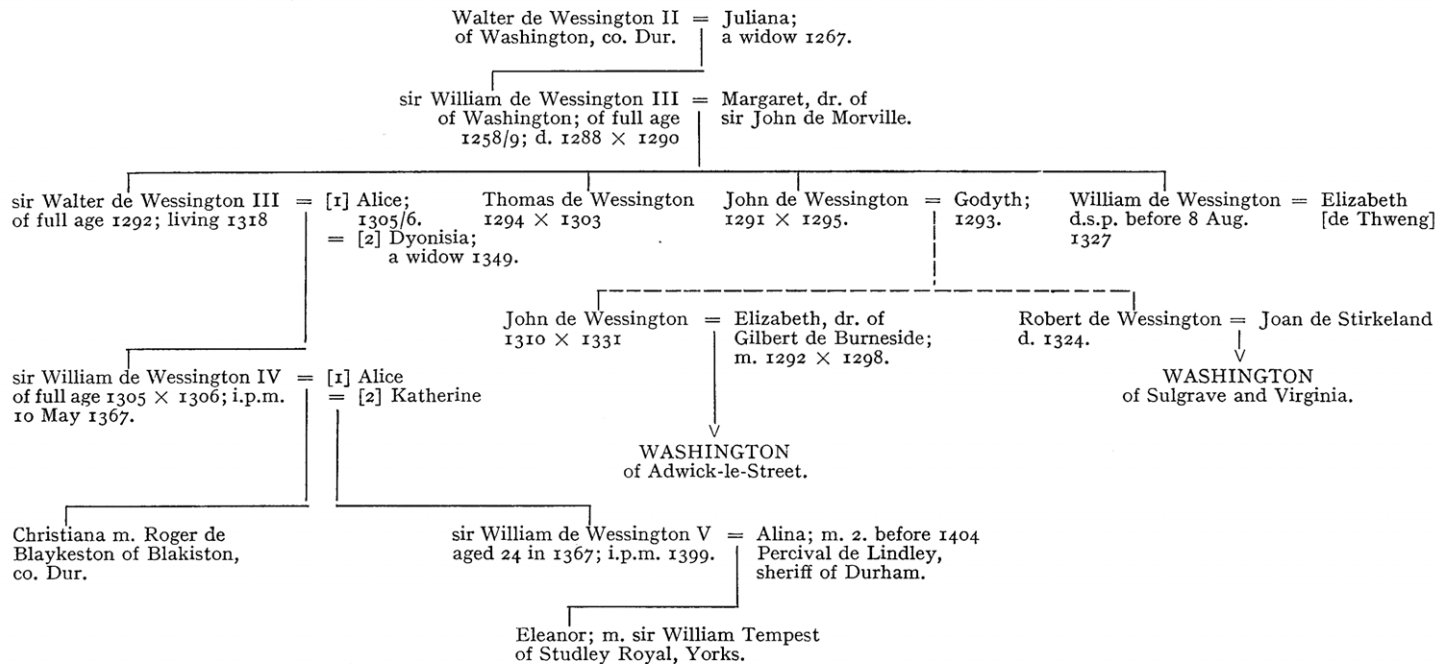 Walter de Wessington II = Juliana;
of Washington, co. Dur. a widow 1267.
sir William de Wessington III = Margaret, dr. of
of Washington; of full age sir John de Morville.
1258/9; d. 1288 × 1290
sir Walter de Wessington III = [1] Alice;
of full age 1292; living 1318 1305/6.
= [2] Dyonisia;
a widow 1349.
Thomas de Wessington
1294 × 1303
John de Wessington = Godyth;
1291 × 1295. 1293.
William de Wessington = Elizabeth
d.s.p. before 8 Aug. [de Thweng]
1327
John de Wessington = Elizabeth, dr. of
1310 × 1331 Gilbert de Burneside;
m. 1292 × 1298.
Robert de Wessington = Joan de Stirkeland
d. 1324.
sir William de Wessington IV = [1] Alice
of full age 1305 × 1306; i.p.m. = [2] Katherine
10 May 1367.
WASHINGTON
of Sulgrave and Virginia.
WASHINGTON
of Adwick-le-Street.
Christiana m. Roger de
Blaykeston of Blakiston,
co. Dur.
sir William de Wessington V = Alina; m. 2. before 1404
aged 24 in 1367; i.p.m. 1399. Percival de Lindley,
sheriff of Durham.
Eleanor; m. sir William Tempest
of Studley Royal, Yorks.